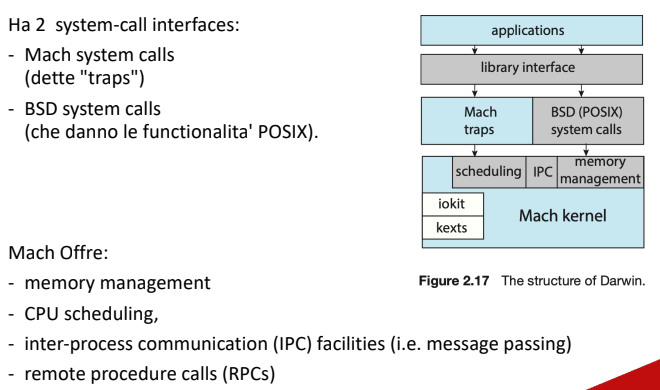 Ha 2 system-call interfaces:
- Mach system calls
(dette "traps")
- BSD system calls
(che danno le functionalita' POSIX).
applications
library interface
Mach
traps
BSD (POSIX)
system calls
scheduling
IPC
memory
management
iokit
kexts
Mach kernel
Figure 2.17 The structure of Darwin.
Mach Offre:
- memory management
- CPU scheduling,
- inter-process communication (IPC) facilities (i.e. message passing)
- remote procedure calls (RPCs)